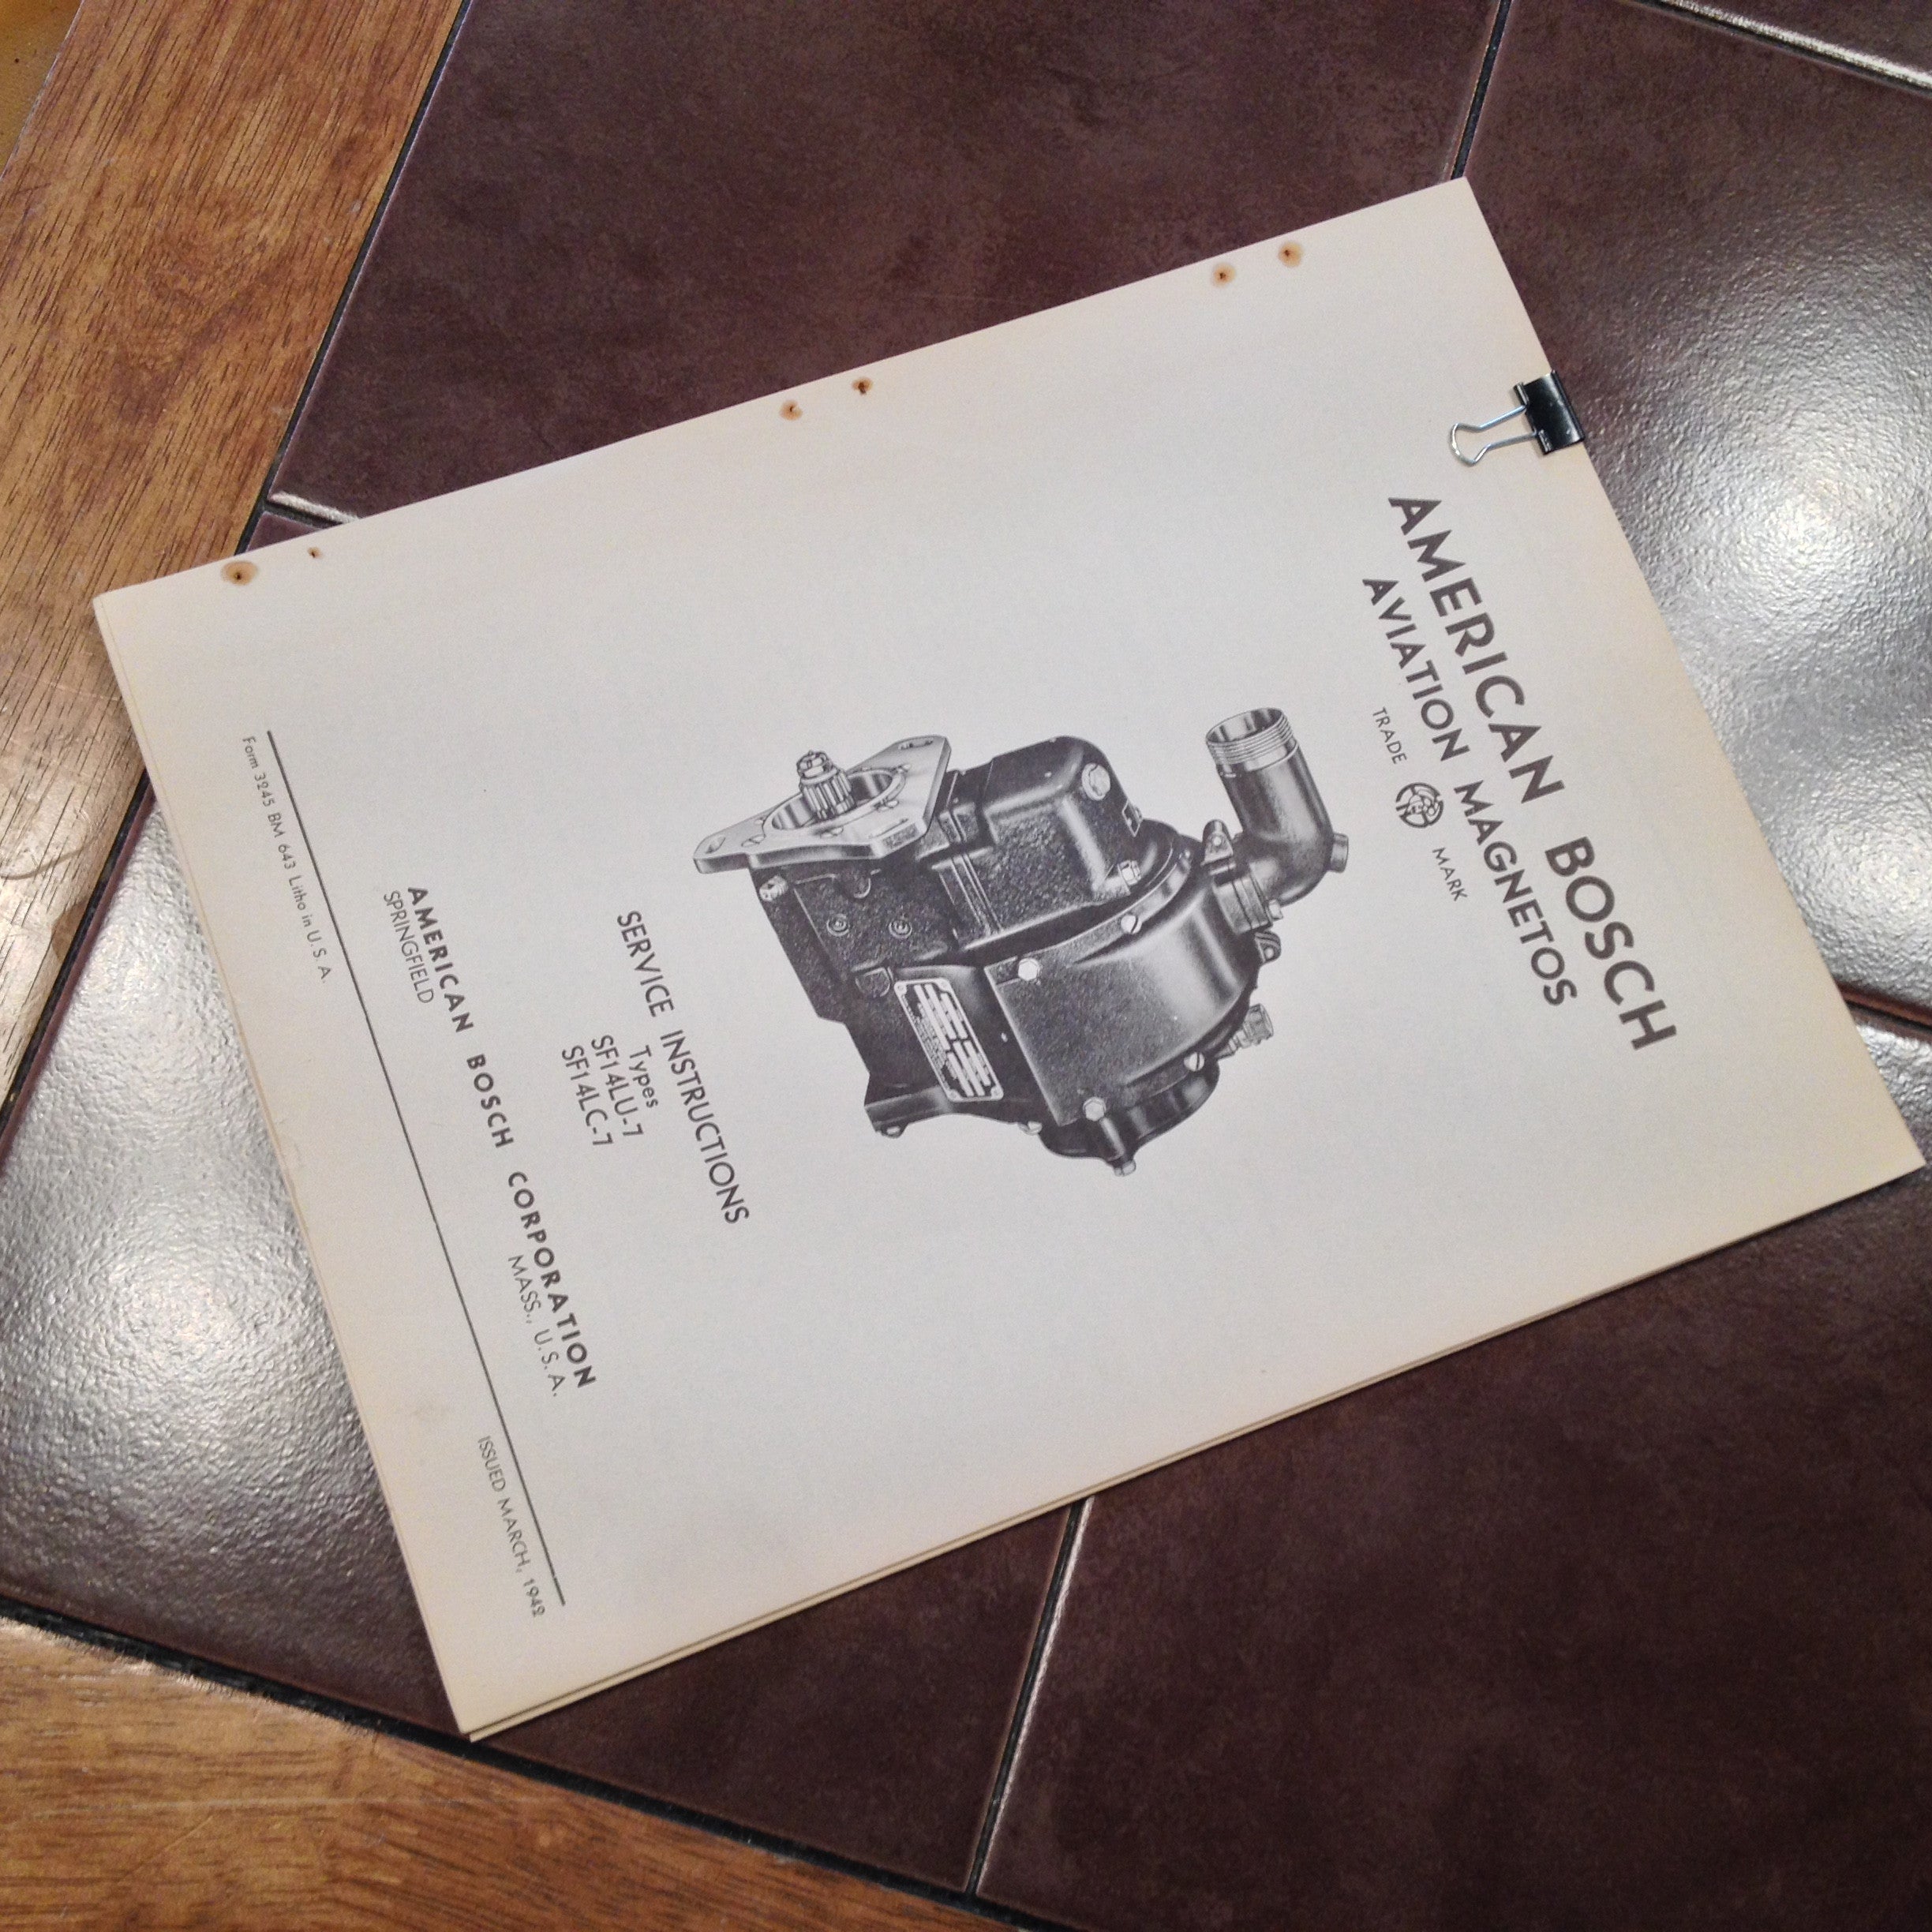 AMERICAN BOSCH
AVIATION MAGNETOS
TRADE MARK
SERVICE INSTRUCTIONS
Types
SF14LU-7
SF14LC-7
AMERICAN BOSCH CORPORATION
SPRINGFIELD MASS., U.S.A.
Form 3245 BM 643 Litho in U.S.A.
ISSUED MARCH, 1942